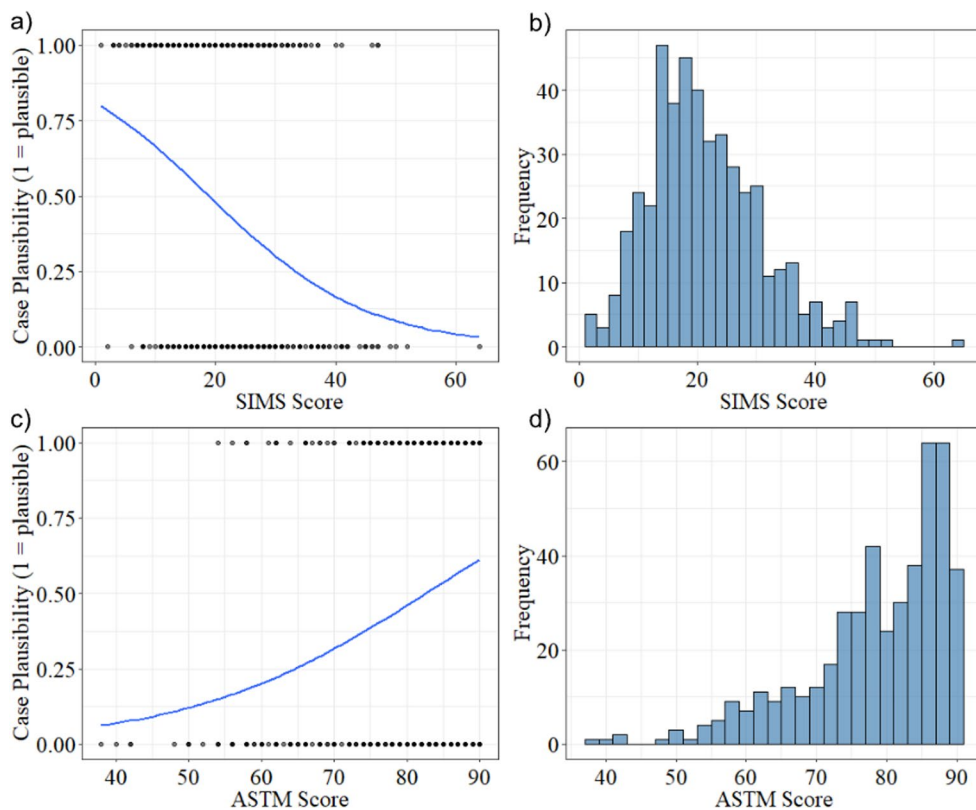 a)
Case Plausibility (1 = plausible)
1.00
0.75
0.50
0.25
0.00
0 20 40 60
SIMS Score
b)
Frequency
40
30
20
10
0
0 20 40 60
SIMS Score
c)
Case Plausibility (1 = plausible)
1.00
0.75
0.50
0.25
0.00
40 50 60 70 80 90
ASTM Score
d)
Frequency
60
40
20
0
40 50 60 70 80 90
ASTM Score